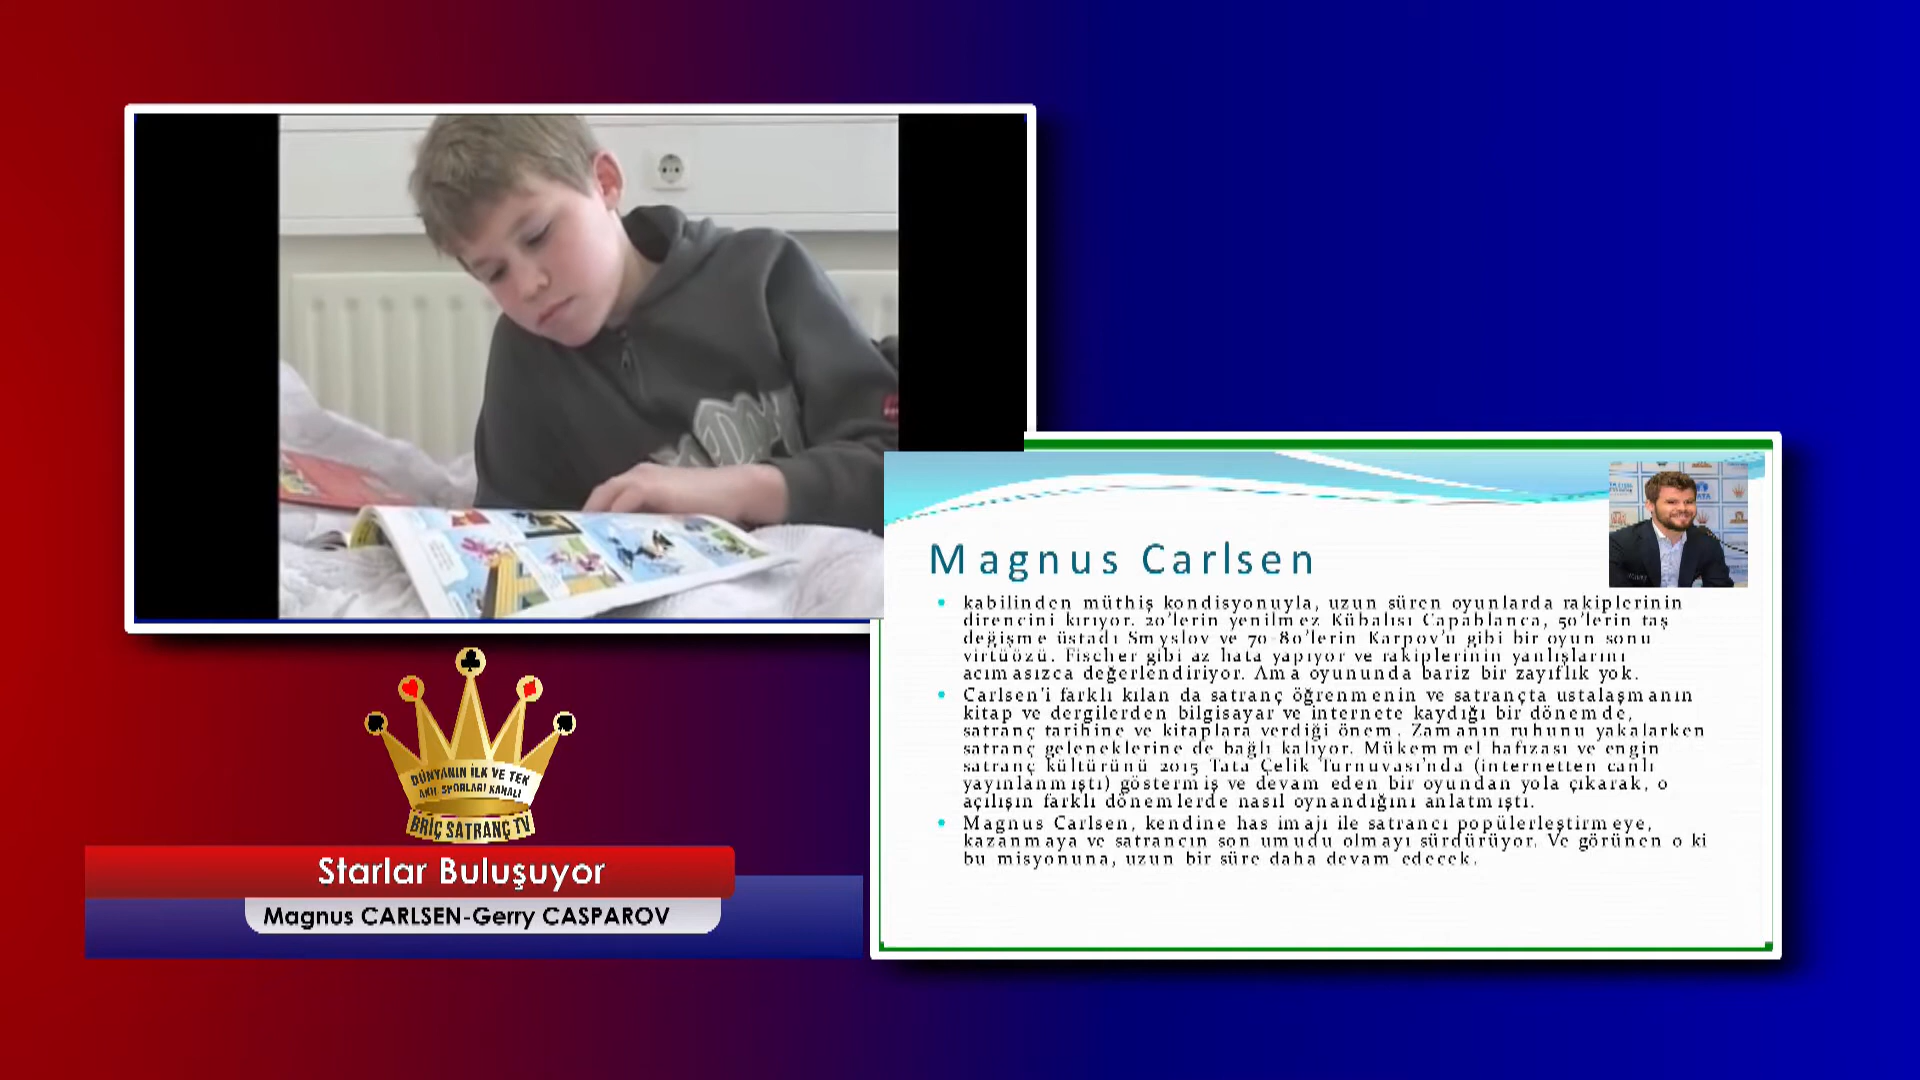 Magnus Carlsen
kabilinden müthiş kondisyonuyla, uzun süren oyunlarda rakiplerinin
direncini kırıyor. 20'lerin yenilmez Kübalısı Capablanca, 50'lerin taş
değişme üstadı Smyslov ve 70-80'lerin Karpov'u gibi bir oyun sonu
virtüözü. Fischer gibi az hata yapıyor ve rakiplerinin yanlışlarını
acımasızca değerlendiriyor. Ama oyununda bariz bir zayıflık yok.
Carlsen'i farklı kılan da satranç öğrenmenin ve satrançta ustalaşmanın
kitap ve dergilerden bilgisayar ve internete kaydığı bir dönemde,
satranç tarihine ve kitaplara verdiği önem. Zamanın ruhunu yakalarken
satranç geleneklerine de bağlı kalıyor. Mükemmel hafızası ve engin
satranç kültürünü 2015 Tata Çelik Turnuvası'nda (internetten canlı
yayınlanmıştı) göstermiş ve devam eden bir oyundan yola çıkarak, o
açılışın farklı dönemlerde nasıl oynandığını anlatmıştı.
Magnus Carlsen, kendine has imajı ile satrancı popülerleştirmeye,
kazanmaya ve satrancın son umudu olmayı sürdürüyor. Ve görünen o ki
bu misyonuna, uzun bir süre daha devam edecek.
DÜNYANIN İLK VE TEK
AKIL SPORLARI KANALI
BRİÇ SATRANÇ TV
Starlar Buluşuyor
Magnus CARLSEN-Gerry CASPAROV